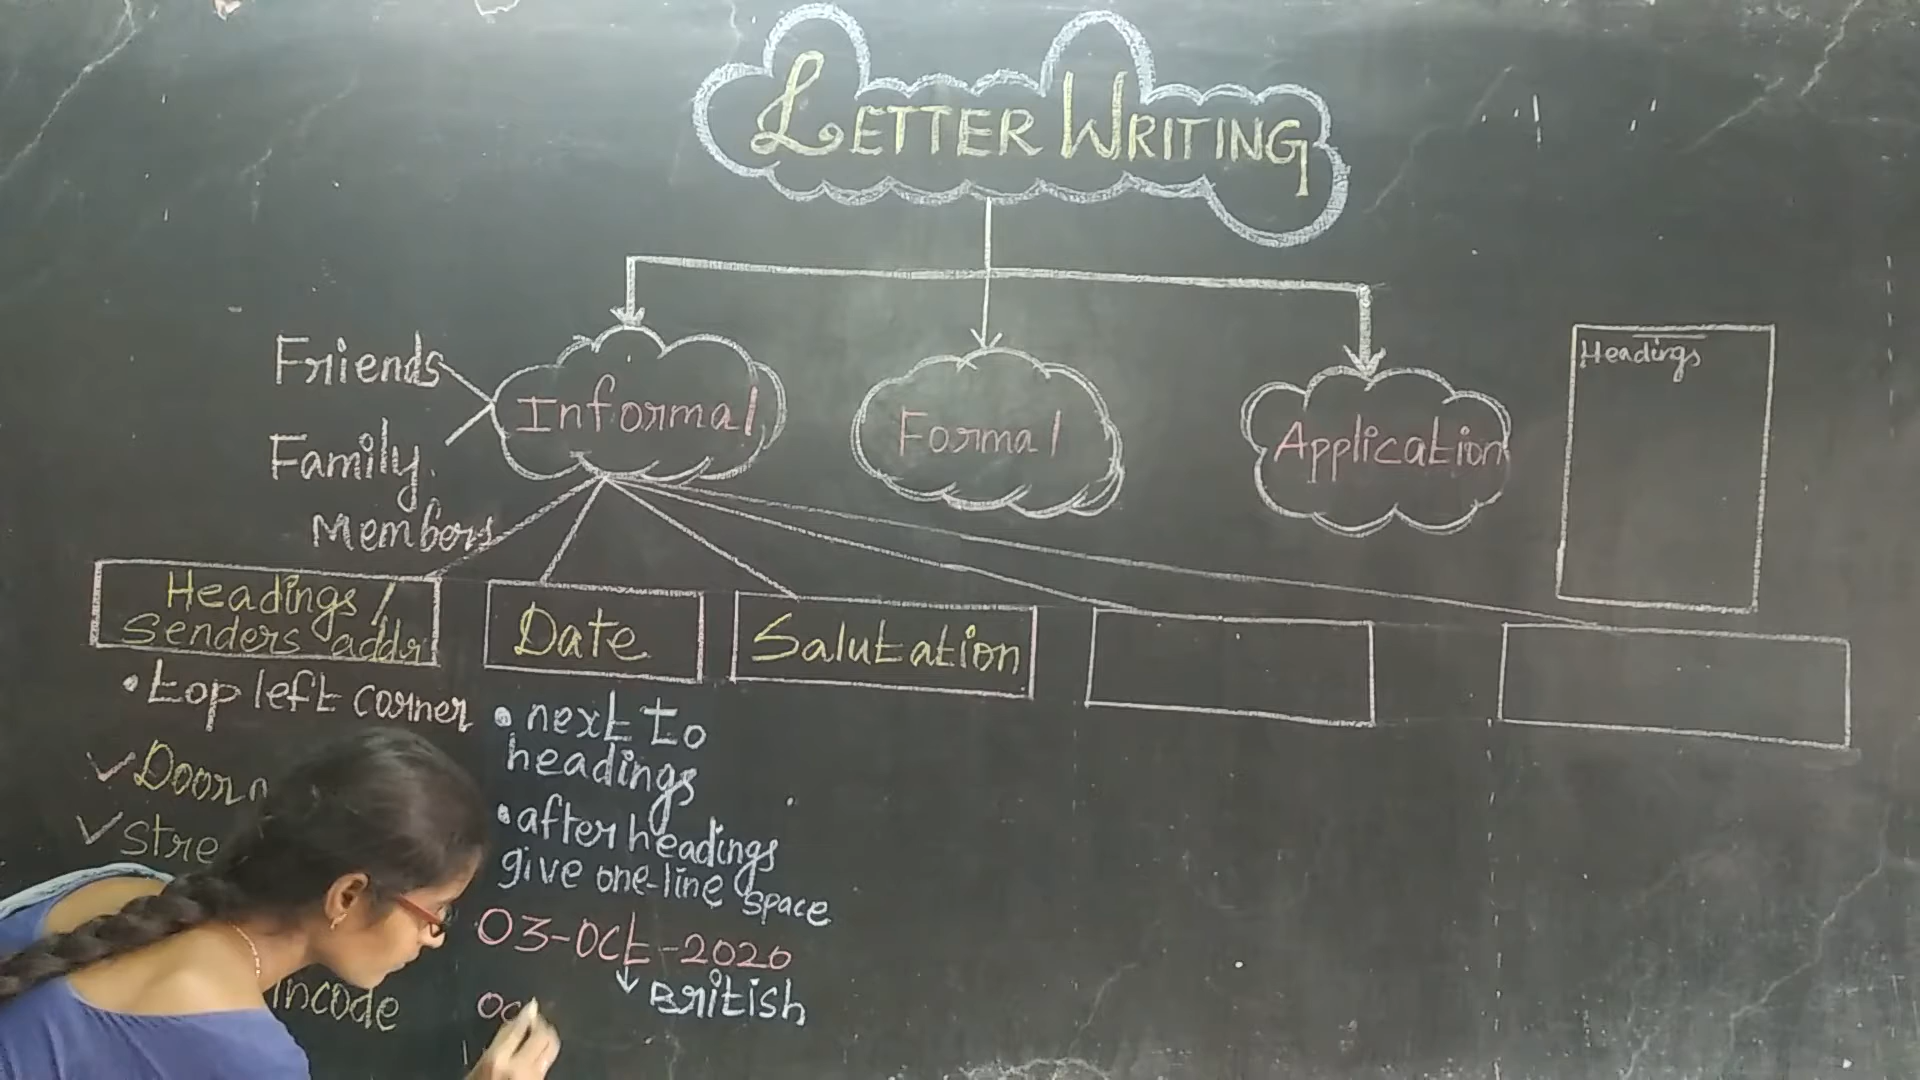 LETTER WRITING
Friends
Family
Members
Informal
Formal
Application
Headings
Headings /
Senders addr
Date
Salutation
• top left corner
✓ Door
✓ stre
incode
• next to
headings
• after headings
give one-line space
03-Oct-2020
↓ British
Oc